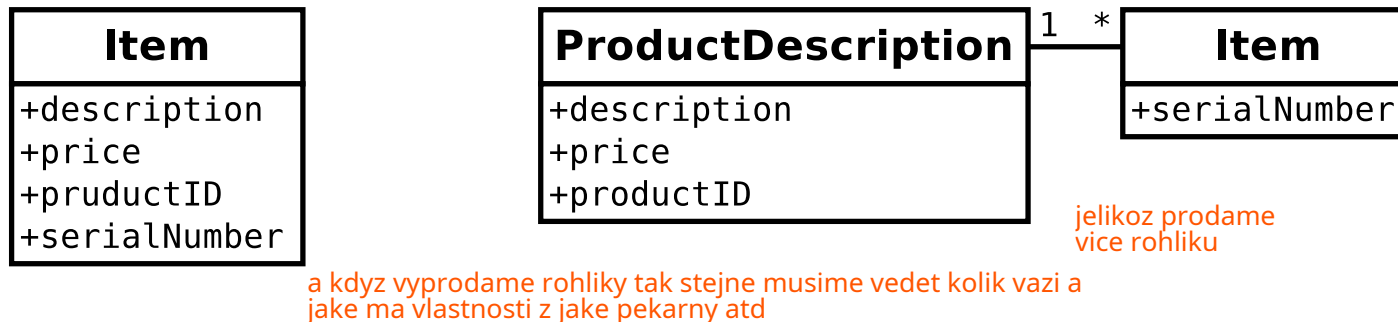 Item
+description
+price
+pruductID
+serialNumber
ProductDescription
+description
+price
+productID
1 *
Item
+serialNumber
jelikoz prodame
vice rohliku
a kdyz vyprodame rohliky tak stejne musime vedet kolik vazi a
jake ma vlastnosti z jake pekarny atd